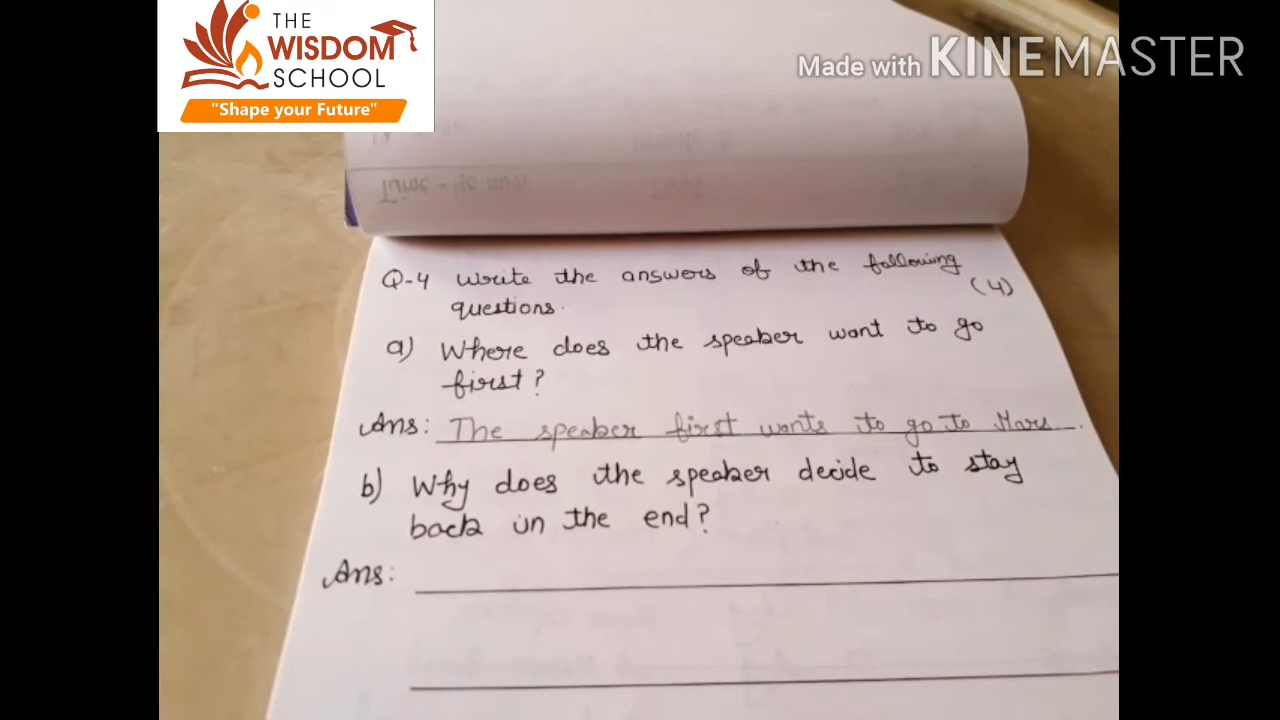 THE
WISDOM
SCHOOL
"Shape your Future"
Made with KINEMASTER
Q-4 Write the answers of the following
questions. (4)
a) Where does the speaker want to go
first?
Ans: The speaker first wants to go to Mars.
b) Why does the speaker decide to stay
back in the end?
Ans: